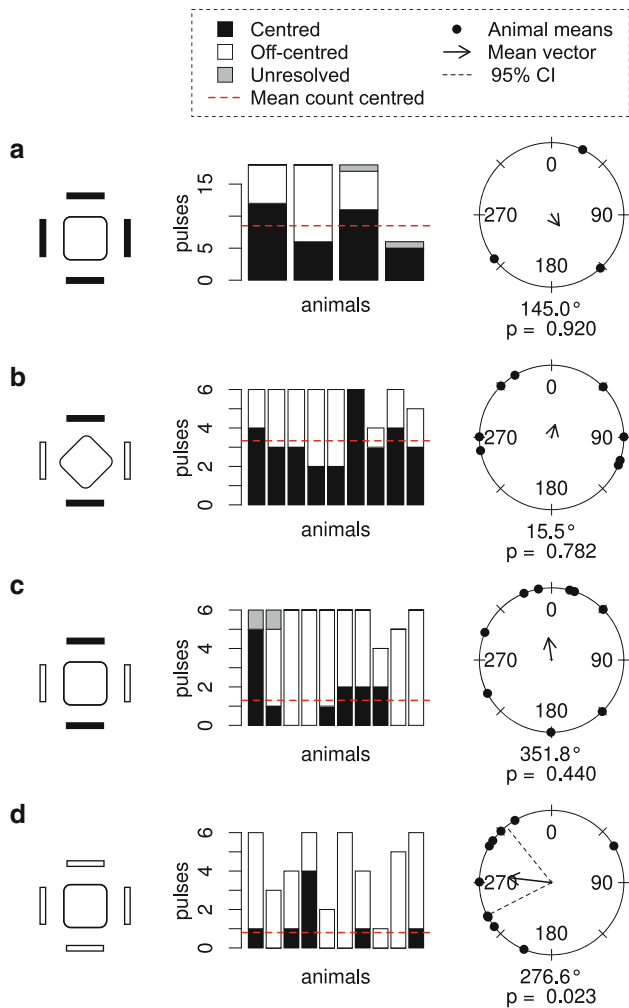 Centred
Off-centred
Unresolved
Mean count centred
Animal means
Mean vector
95% CI
a
pulses
15
5
0
animals
0
270
90
180
145.0°
p = 0.920
b
pulses
6
4
2
0
animals
0
270
90
180
15.5°
p = 0.782
c
pulses
6
4
2
0
animals
0
270
90
180
351.8°
p = 0.440
d
pulses
6
4
2
0
animals
0
270
90
180
276.6°
p = 0.023